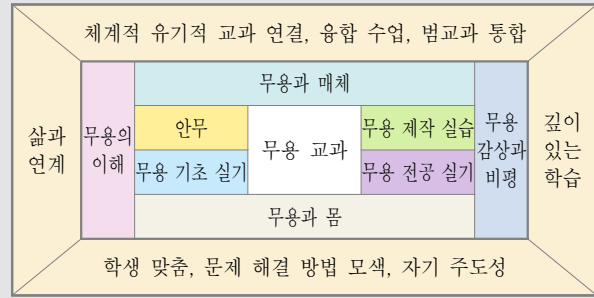 체계적 유기적 교과 연결, 융합 수업, 범교과 통합
삶과
연계
무용의
이해
무용과 매체
안무
무용 기초 실기
무용 교과
무용 제작 실습
무용 전공 실기
무용과 몸
무용
감상과
비평
깊이
있는
학습
학생 맞춤, 문제 해결 방법 모색, 자기 주도성